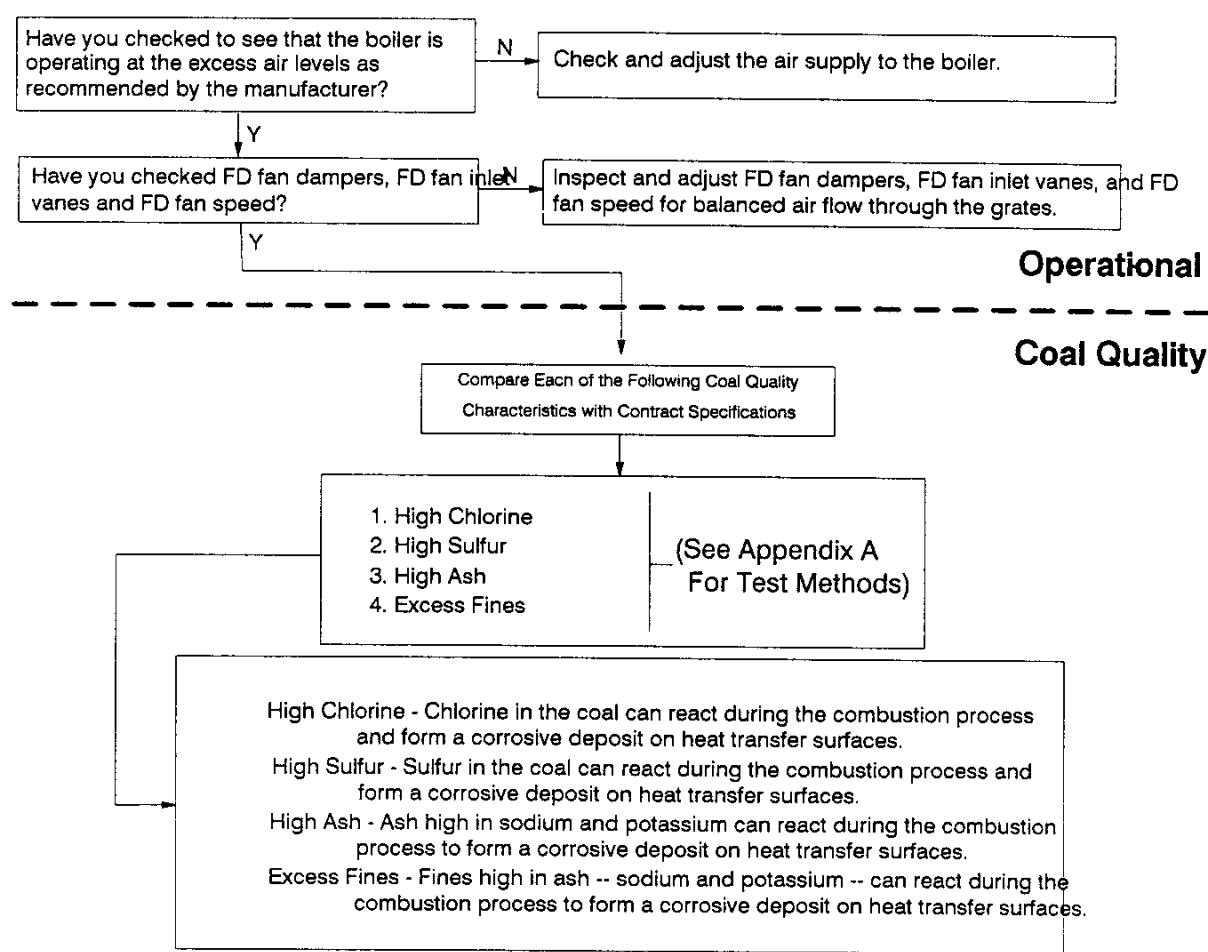 Have you checked to see that the boiler is
operating at the excess air levels as
recommended by the manufacturer?
N
Check and adjust the air supply to the boiler.
Y
Have you checked FD fan dampers, FD fan inlet
vanes and FD fan speed?
N
Inspect and adjust FD fan dampers, FD fan inlet vanes, and FD
fan speed for balanced air flow through the grates.
Y
Operational
Coal Quality
Compare Eacn of the Following Coal Quality
Characteristics with Contract Specifications
1. High Chlorine
2. High Sulfur
3. High Ash
4. Excess Fines
(See Appendix A
For Test Methods)
High Chlorine - Chlorine in the coal can react during the combustion process
and form a corrosive deposit on heat transfer surfaces.
High Sulfur - Sulfur in the coal can react during the combustion process and
form a corrosive deposit on heat transfer surfaces.
High Ash - Ash high in sodium and potassium can react during the combustion
process to form a corrosive deposit on heat transfer surfaces.
Excess Fines - Fines high in ash -- sodium and potassium -- can react during the
combustion process to form a corrosive deposit on heat transfer surfaces.